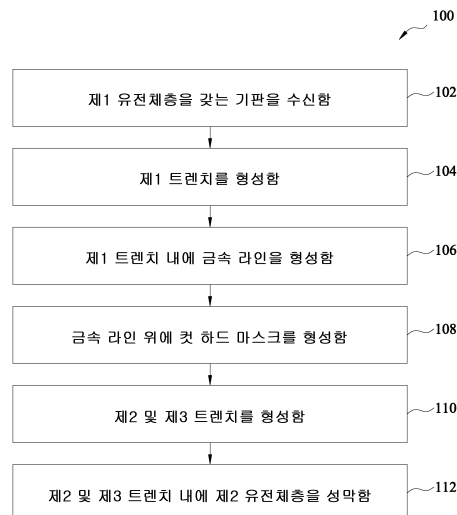 100
제1 유전체층을 갖는 기판을 수신함
102
제1 트렌치를 형성함
104
제1 트렌치 내에 금속 라인을 형성함
106
금속 라인 위에 컷 하드 마스크를 형성함
108
제2 및 제3 트렌치를 형성함
110
제2 및 제3 트렌치 내에 제2 유전체층을 성막함
112